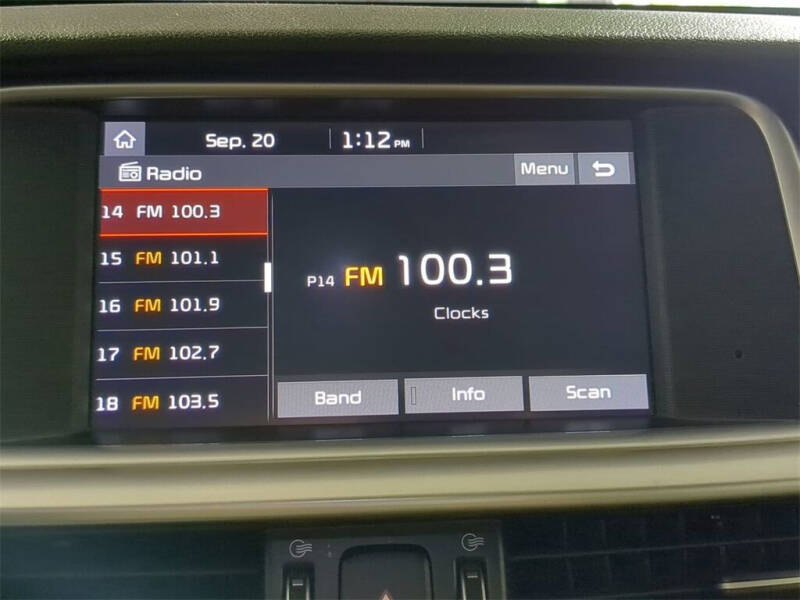 Sep. 20 1:12 PM
Radio Menu
14 FM 100.3
15 FM 101.1
16 FM 101.9
17 FM 102.7
18 FM 103.5
P14 FM 100.3
Clocks
Band Info Scan